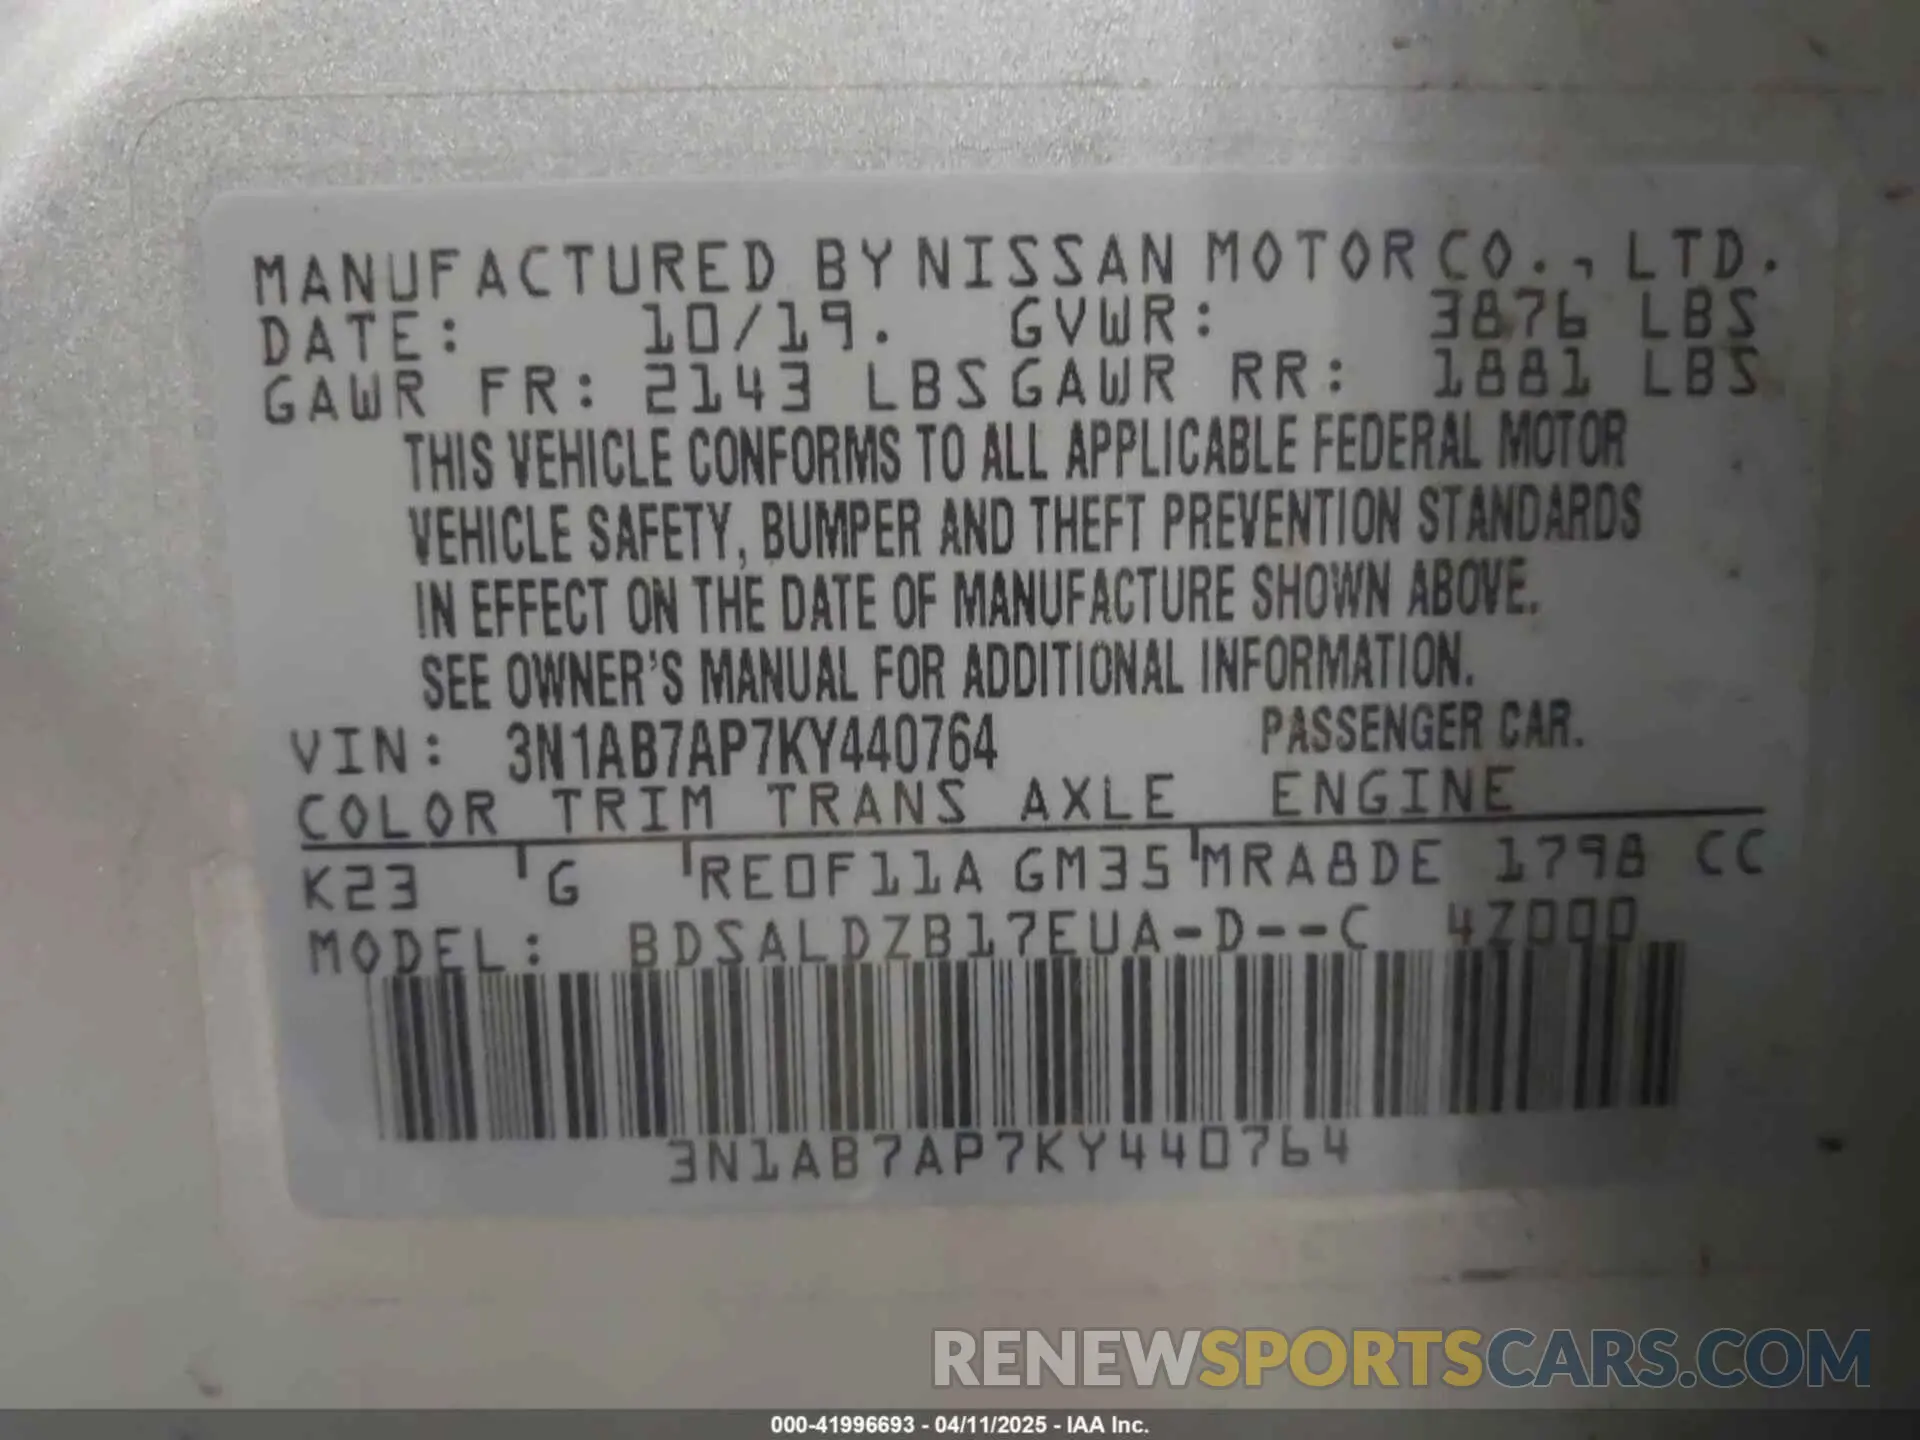 MANUFACTURED BY NISSAN MOTOR CO., LTD.
DATE: 10/19. GVWR: 3876 LBS
GAWR FR: 2143 LBS GAWR RR: 1881 LBS
THIS VEHICLE CONFORMS TO ALL APPLICABLE FEDERAL MOTOR
VEHICLE SAFETY, BUMPER AND THEFT PREVENTION STANDARDS
IN EFFECT ON THE DATE OF MANUFACTURE SHOWN ABOVE.
SEE OWNER'S MANUAL FOR ADDITIONAL INFORMATION.
VIN: 3N1AB7AP7KY440764 PASSENGER CAR.
COLOR TRIM TRANS AXLE ENGINE
K23 G RE0F11A GM35 MRA8DE 1798 CC
MODEL: BDSALDZB17EUA-D--C 4Z000
3N1AB7AP7KY440764
RENEWSPORTSCARS.COM
000-41996693 - 04/11/2025 - IAA Inc.